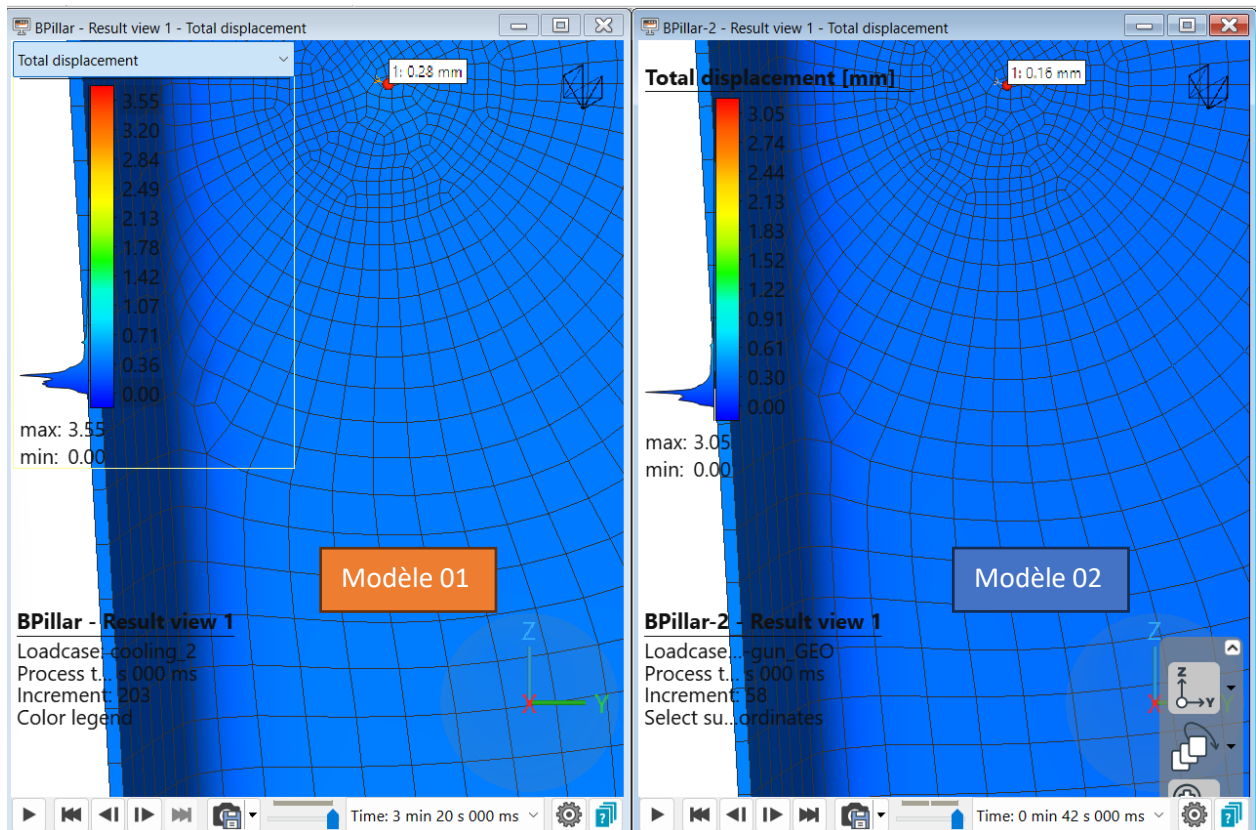 BPillar - Result view 1 - Total displacement
Total displacement
1: 0.28 mm
3.55
3.20
2.84
2.49
2.13
1.78
1.42
1.07
0.71
0.36
0.00
max: 3.55
min: 0.00
Modèle 01
BPillar - Result view 1
Loadcase: cooling_2
Process t... s 000 ms
Increment: 203
Color legend
Z
X
Y
Time: 3 min 20 s 000 ms
?
BPillar-2 - Result view 1 - Total displacement
Total displacement [mm]
1: 0.16 mm
3.05
2.74
2.44
2.13
1.83
1.52
1.22
0.91
0.61
0.30
0.00
max: 3.05
min: 0.00
Modèle 02
BPillar-2 - Result view 1
Loadcase...-gun_GEO
Process t... s 000 ms
Increment: 58
Select su...ordinates
Z
X
Z
Y
Time: 0 min 42 s 000 ms
?